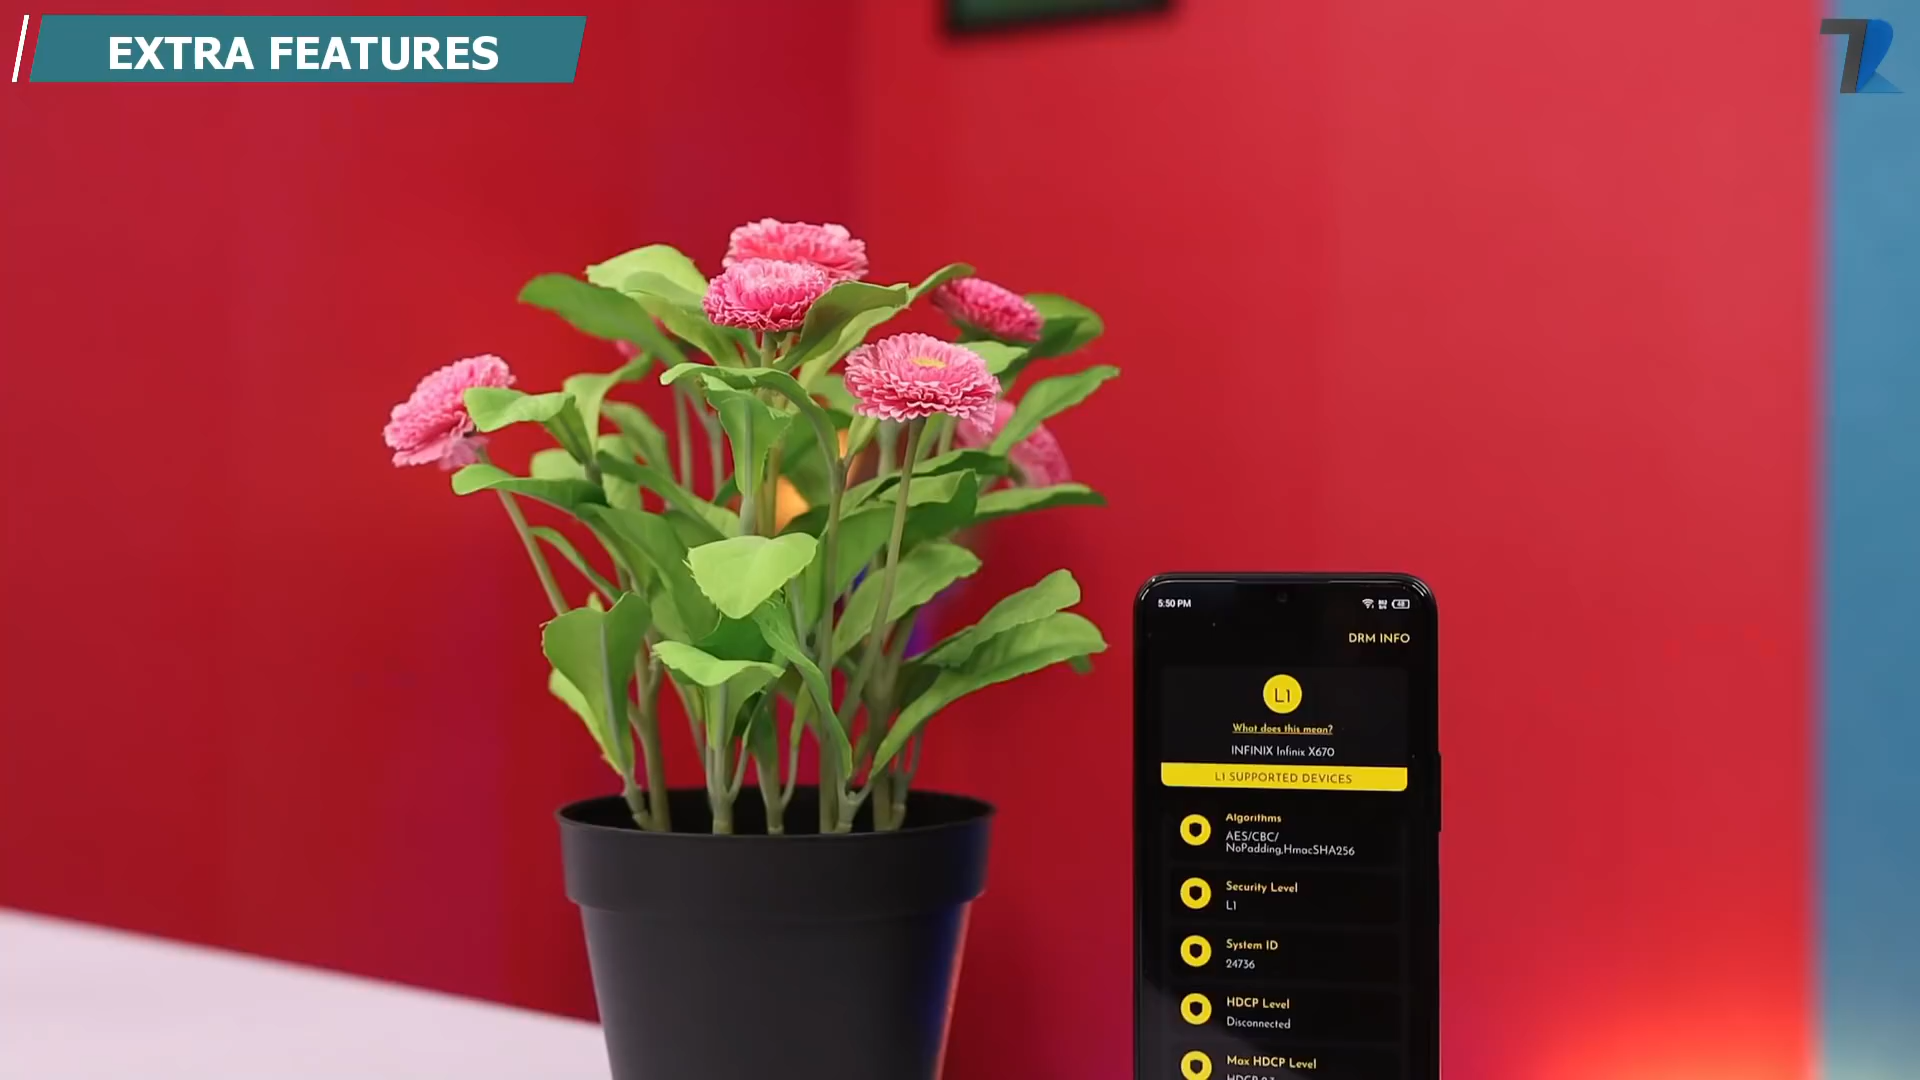 EXTRA FEATURES
5:50 PM
48
DRM INFO
L1
What does this mean?
INFINIX Infinix X670
L1 SUPPORTED DEVICES
Algorithms
AES/CBC/
NoPadding,HmacSHA256
Security Level
L1
System ID
24736
HDCP Level
Disconnected
Max HDCP Level